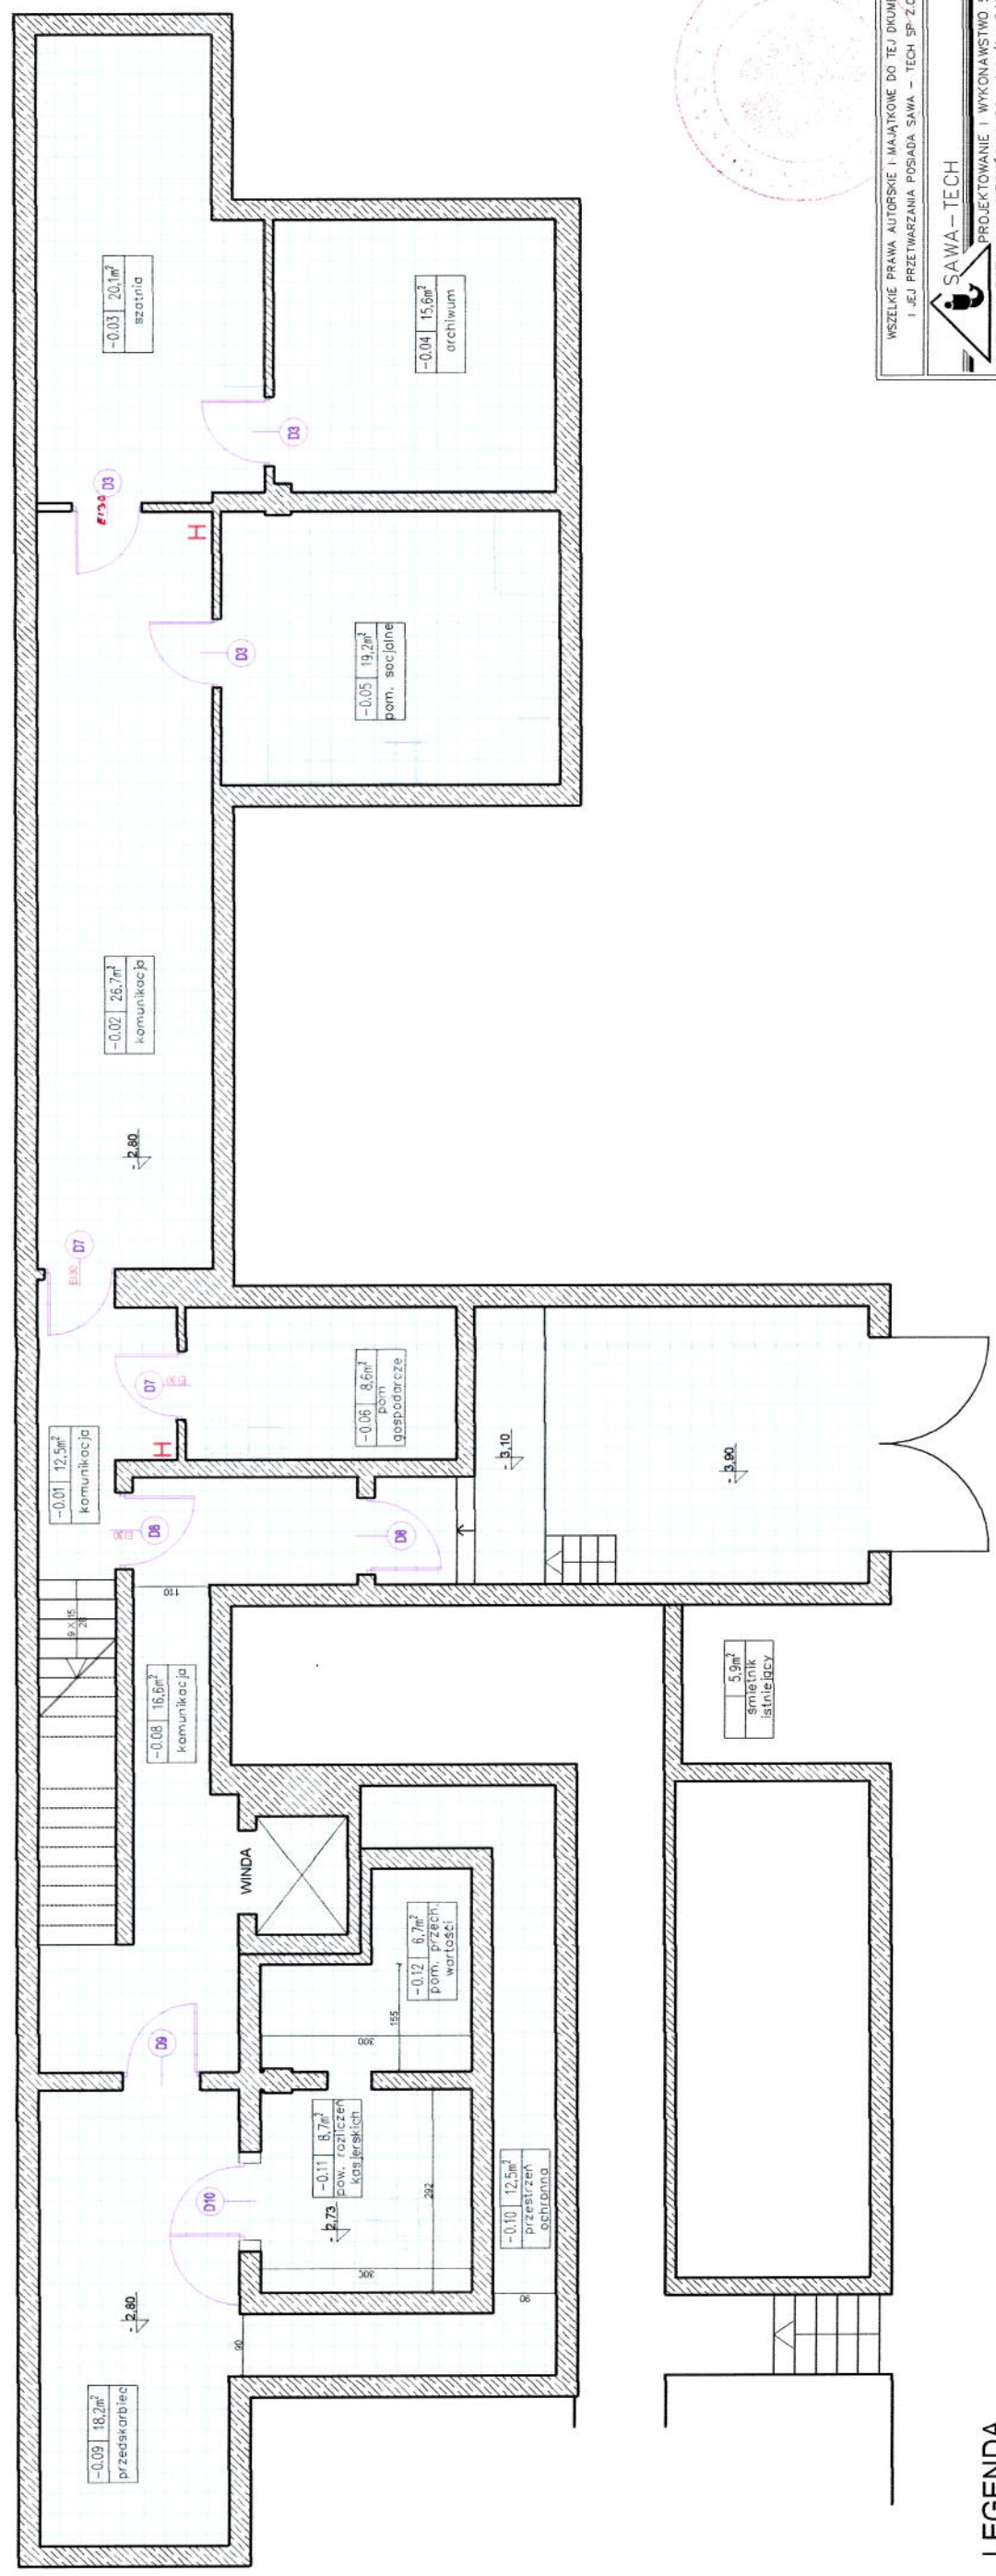 -0.09 18,2m²
przedskarbiec
- 2,80
D10
D9
90
-0.11 8,7m²
pow. rozliczeń
kasjerskich
- 2,73
300
292
-0.10 12,5m²
przestrzeń
ochronna
90
-0.12 6,7m²
pom. przech.
wartości
300
155
WINDA
-0.08 16,6m²
komunikacja
110
9 X 15
28
5,9m²
śmietnik
istniejący
-0.01 12,5m²
komunikacja
EI30
D8
D8
H
D7
EI30
EI30
D7
-0.06 8,6m²
pom
gospodarcze
- 3,10
- 3,90
- 2,80
-0.02 26,7m²
komunikacja
D3
-0.05 19,2m²
pom. socjalne
H
EI30
D3
D3
-0.03 20,1m²
szatnia
-0.04 15,6m²
archiwum
LEGENDA
WSZELKIE PRAWA AUTORSKIE I MAJĄTKOWE DO TEJ
I JEJ PRZETWARZANIA POSIADA SAWA - TECH SP
SAWA-TECH
PROJEKTOWANIE I WYKONAWSTWO